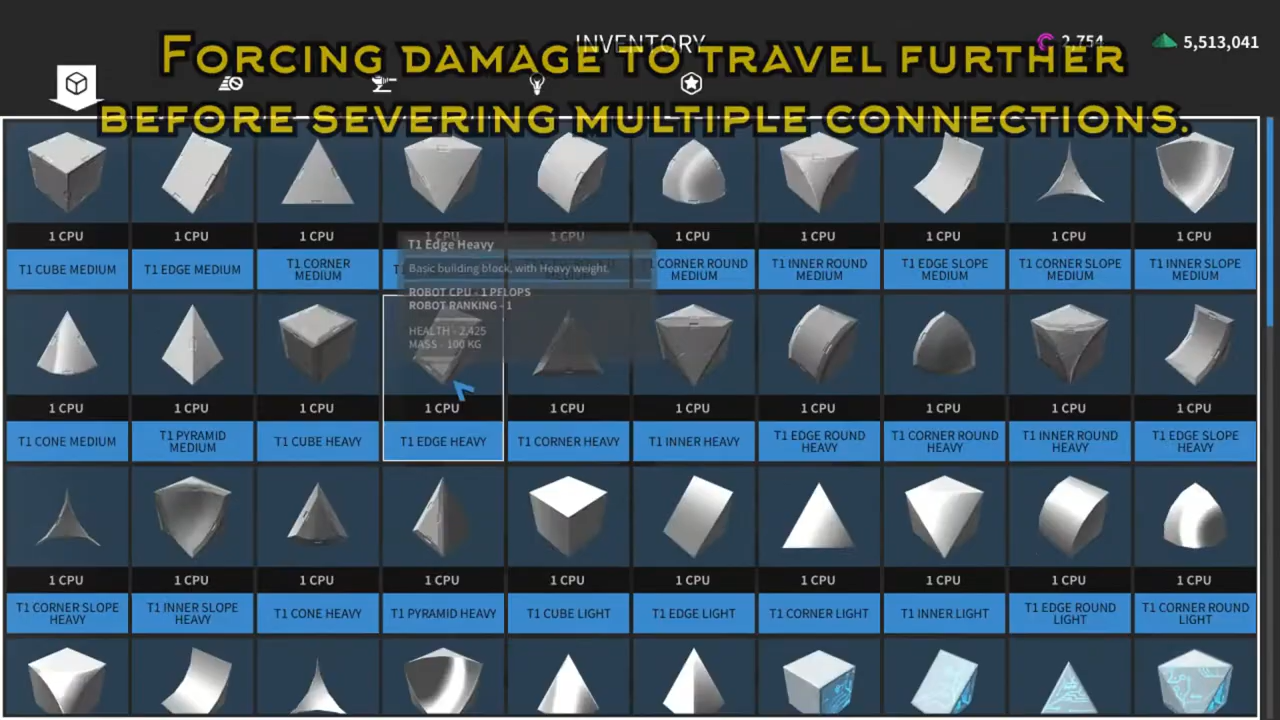 FORCING DAMAGE TO TRAVEL FURTHER
BEFORE SEVERING MULTIPLE CONNECTIONS.
INVENTORY
2,754
5,513,041
1 CPU 1 CPU 1 CPU 1 CPU 1 CPU 1 CPU 1 CPU 1 CPU 1 CPU 1 CPU
T1 CUBE MEDIUM
T1 EDGE MEDIUM
T1 CORNER
MEDIUM
CORNER ROUND
MEDIUM
T1 INNER ROUND
MEDIUM
T1 EDGE SLOPE
MEDIUM
T1 CORNER SLOPE
MEDIUM
T1 INNER SLOPE
MEDIUM
T1 Edge Heavy
Basic building block, with Heavy weight.
ROBOT CPU - 1 PFLOPS
ROBOT RANKING - 1
HEALTH - 2,425
MASS - 100 KG
1 CPU 1 CPU 1 CPU 1 CPU 1 CPU 1 CPU 1 CPU 1 CPU 1 CPU 1 CPU
T1 CONE MEDIUM
T1 PYRAMID
MEDIUM
T1 CUBE HEAVY
T1 EDGE HEAVY
T1 CORNER HEAVY
T1 INNER HEAVY
T1 EDGE ROUND
HEAVY
T1 CORNER ROUND
HEAVY
T1 INNER ROUND
HEAVY
T1 EDGE SLOPE
HEAVY
1 CPU 1 CPU 1 CPU 1 CPU 1 CPU 1 CPU 1 CPU 1 CPU 1 CPU 1 CPU
T1 CORNER SLOPE
HEAVY
T1 INNER SLOPE
HEAVY
T1 CONE HEAVY
T1 PYRAMID HEAVY
T1 CUBE LIGHT
T1 EDGE LIGHT
T1 CORNER LIGHT
T1 INNER LIGHT
T1 EDGE ROUND
LIGHT
T1 CORNER ROUND
LIGHT